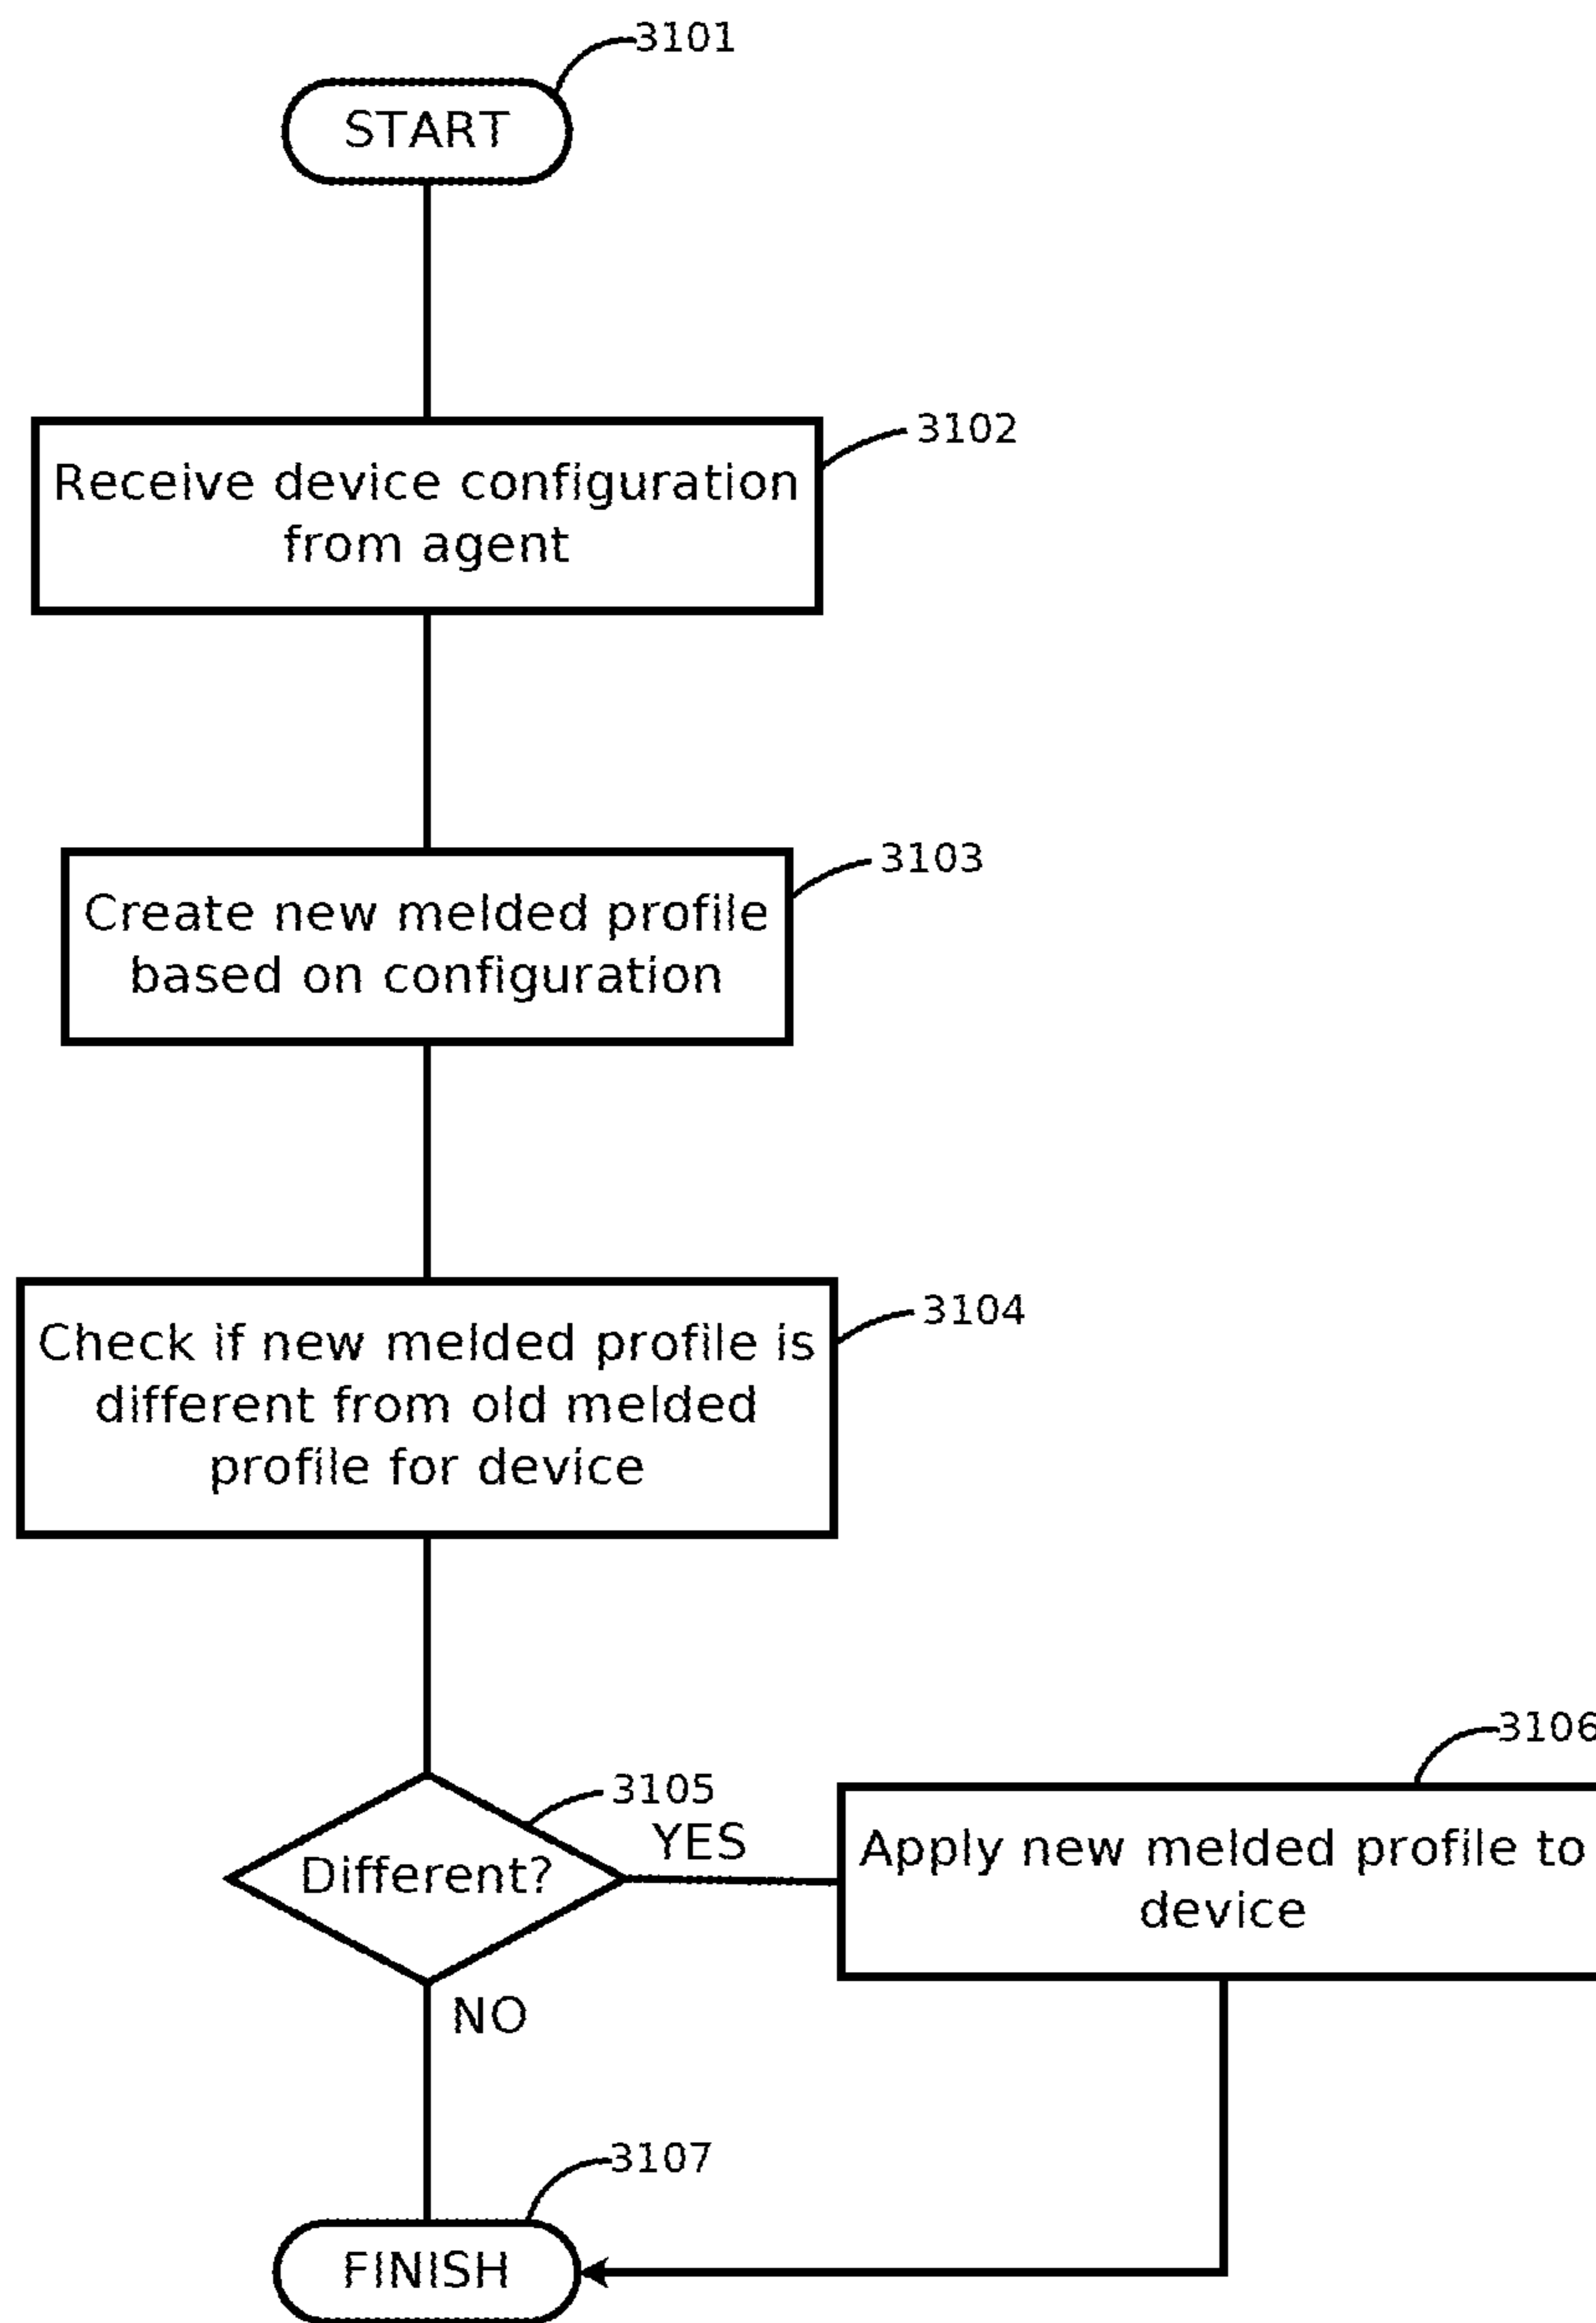 3101
START
3102
Receive device configuration
from agent
3103
Create new melded profile
based on configuration
3104
Check if new melded profile is
different from old melded
profile for device
3105
Different?
YES
3106
Apply new melded profile to
device
NO
3107
FINISH